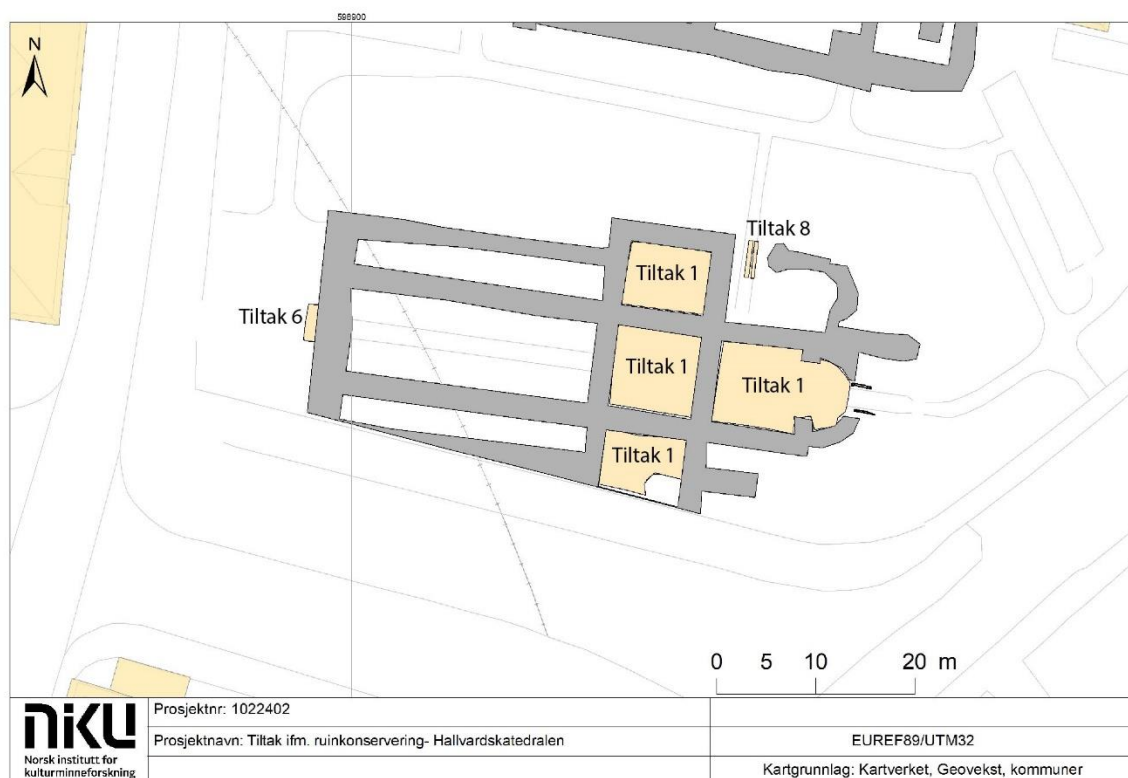 598900
N
Tiltak 8
Tiltak 1
Tiltak 6
Tiltak 1
Tiltak 1
Tiltak 1
0 5 10 20 m
niku
Norsk institutt for
kulturminneforskning
Prosjektnr: 1022402
Prosjektnavn: Tiltak ifm. ruinkonservering- Hallvardskatedralen
EUREF89/UTM32
Kartgrunnlag: Kartverket, Geovekst, kommuner